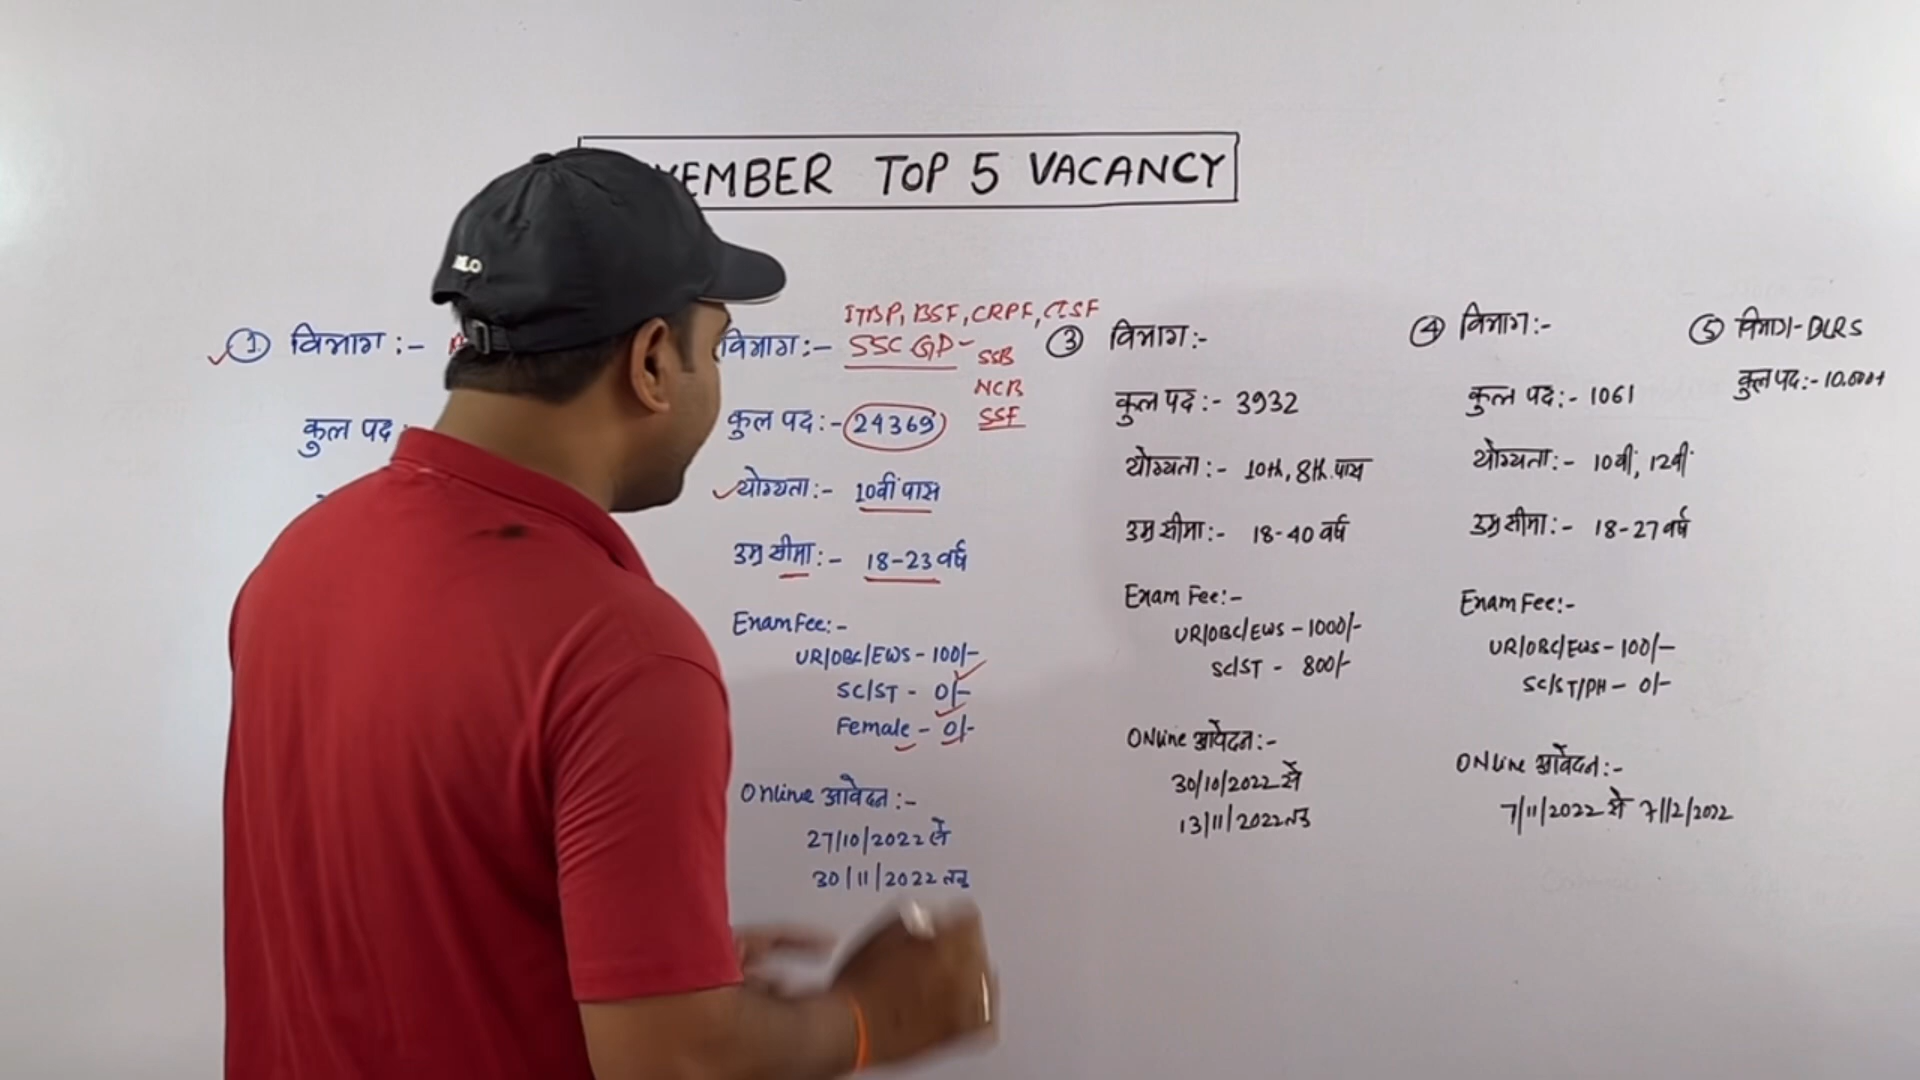 EMBER TOP 5 VACANCY
1. विभाग :-
कुल पद
ITBP, BSF, CRPF, CISF
विभाग :- SSC GD - SSB
NCB
SSF
कुल पद :- 24369
योग्यता :- 10वीं पास
उम्र सीमा :- 18-23 वर्ष
Exam Fee :-
UR/OBC/EWS - 100/-
SC/ST - 0/-
Female - 0/-
Online आवेदन :-
27/10/2022 से
30/11/2022 तक
3 विभाग :-
कुल पद :- 3932
योग्यता :- 10th, 8th पास
उम्र सीमा :- 18-40 वर्ष
Exam Fee :-
UR/OBC/EWS - 1000/-
SC/ST - 800/-
Online आवेदन :-
30/10/2022 से
13/11/2022 तक
4 विभाग :-
कुल पद :- 1061
योग्यता :- 10वीं, 12वीं
उम्र सीमा :- 18-27 वर्ष
Exam Fee :-
UR/OBC/EWS - 100/-
SC/ST/PH - 0/-
Online आवेदन :-
7/11/2022 से 7/12/2022
5 विभाग - DLRS
कुल पद :- 10,000+